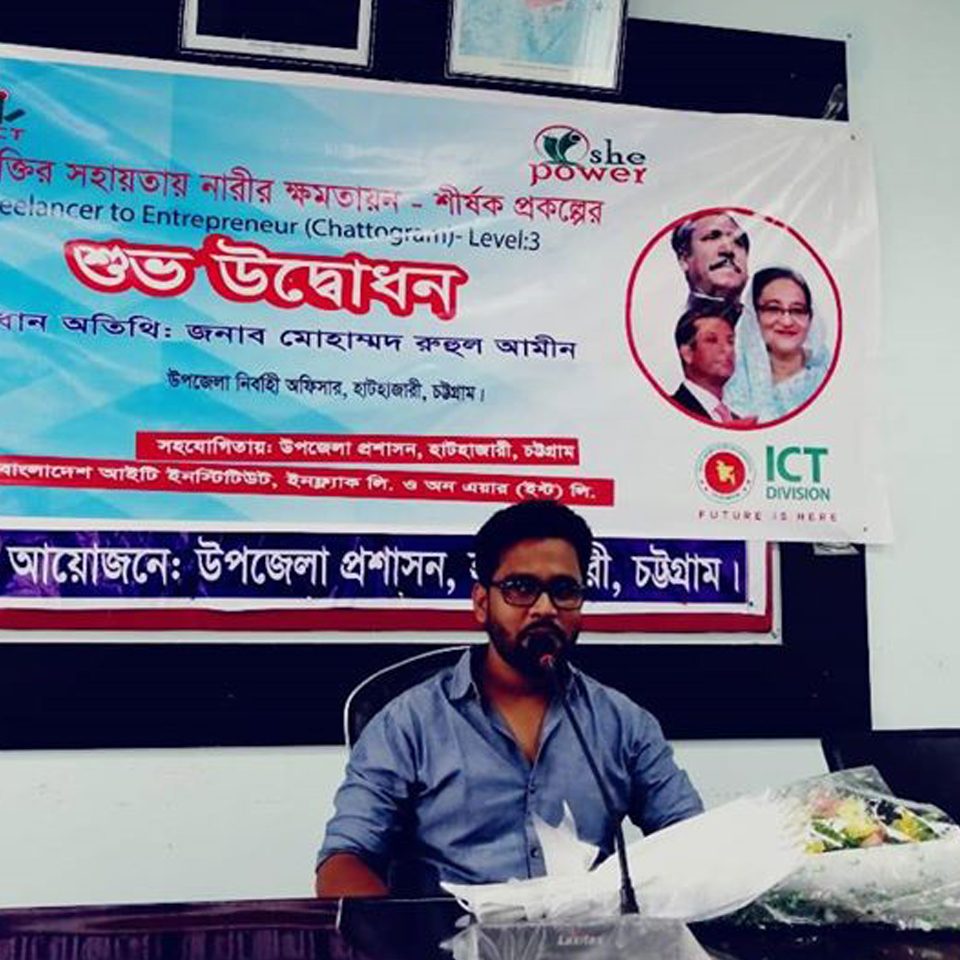 she
power
সহায়তায় নারীর ক্ষমতায়ন - শীর্ষক প্রকল্পের
eelancer to Entrepreneur (Chattogram)- Level:3
শুভ উদ্বোধন
অতিথি: জনাব মোহাম্মদ রুহুল আমীন
উপজেলা নির্বাহী অফিসার, হাটহাজারী, চট্টগ্রাম।
সহযোগিতায়: উপজেলা প্রশাসন, হাটহাজারী, চট্টগ্রাম
বাংলাদেশ আইটি ইনস্টিটিউট, ইনফ্ল্যাক লি. ও অন এয়ার (ইন্ট) লি.
ICT
DIVISION
FUTURE IS HERE
আয়োজনে: উপজেলা প্রশাসন, রী, চট্টগ্রাম।